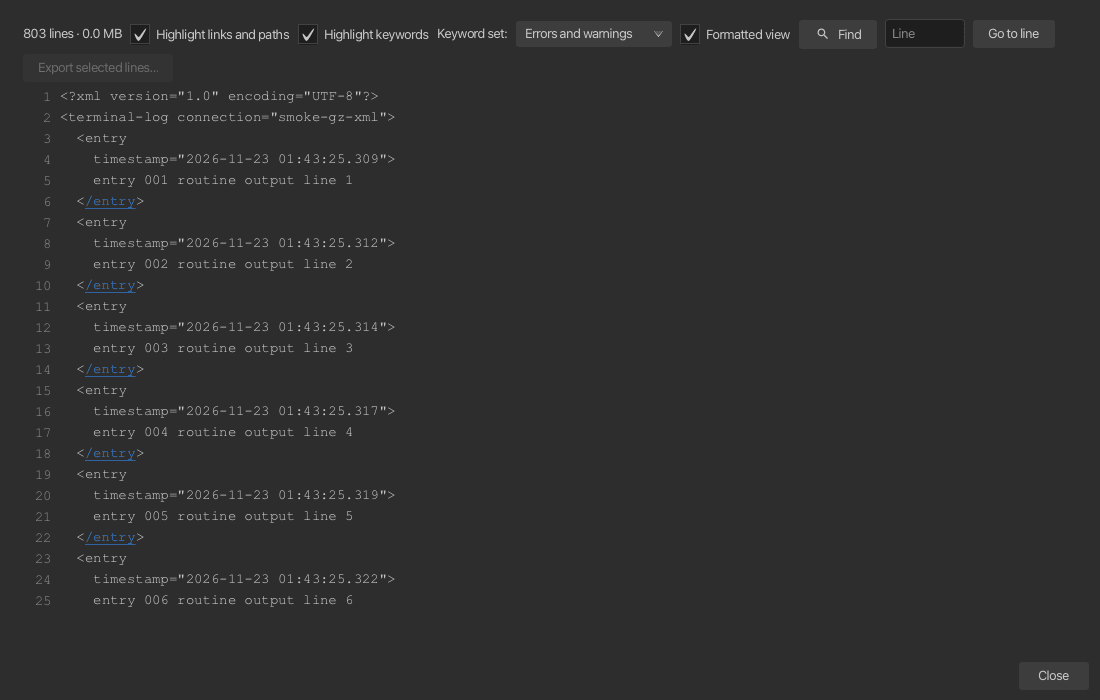 803 lines · 0.0 MB Highlight links and paths Highlight keywords Keyword set: Errors and warnings Formatted view Find Line Go to line
Export selected lines...
1 <?xml version="1.0" encoding="UTF-8"?>
2 <terminal-log connection="smoke-gz-xml">
3 <entry
4 timestamp="2026-11-23 01:43:25.309">
5 entry 001 routine output line 1
6 </entry>
7 <entry
8 timestamp="2026-11-23 01:43:25.312">
9 entry 002 routine output line 2
10 </entry>
11 <entry
12 timestamp="2026-11-23 01:43:25.314">
13 entry 003 routine output line 3
14 </entry>
15 <entry
16 timestamp="2026-11-23 01:43:25.317">
17 entry 004 routine output line 4
18 </entry>
19 <entry
20 timestamp="2026-11-23 01:43:25.319">
21 entry 005 routine output line 5
22 </entry>
23 <entry
24 timestamp="2026-11-23 01:43:25.322">
25 entry 006 routine output line 6
Close